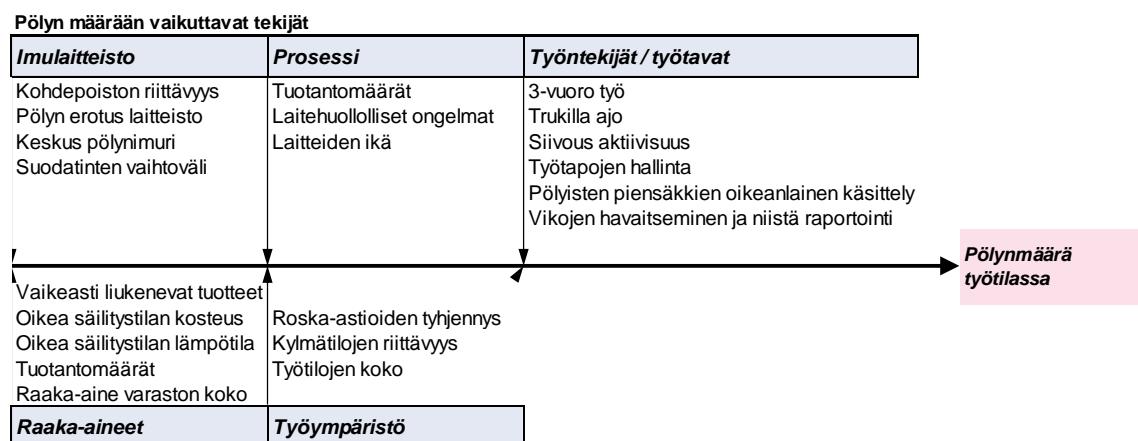 Pölyn määrään vaikuttavat tekijät
Imulaitteisto
Prosessi
Työntekijät / työtavat
Kohdepoiston riittävyys
Pölyn erotus laitteisto
Keskus pölynimuri
Suodatinten vaihtoväli
Tuotantomäärät
Laitehuollolliset ongelmat
Laitteiden ikä
3-vuoro työ
Trukilla ajo
Siivous aktiivisuus
Työtapojen hallinta
Pölyisten piensäkkien oikeanlainen käsittely
Vikojen havaitseminen ja niistä raportointi
Pölynmäärä
työtilassa
Vaikeasti liukenevat tuotteet
Oikea säilitystilan kosteus
Oikea säilitystilan lämpötila
Tuotantomäärät
Raaka-aine varaston koko
Roska-astioiden tyhjennys
Kylmätilojen riittävyys
Työtilojen koko
Raaka-aineet
Työympäristö